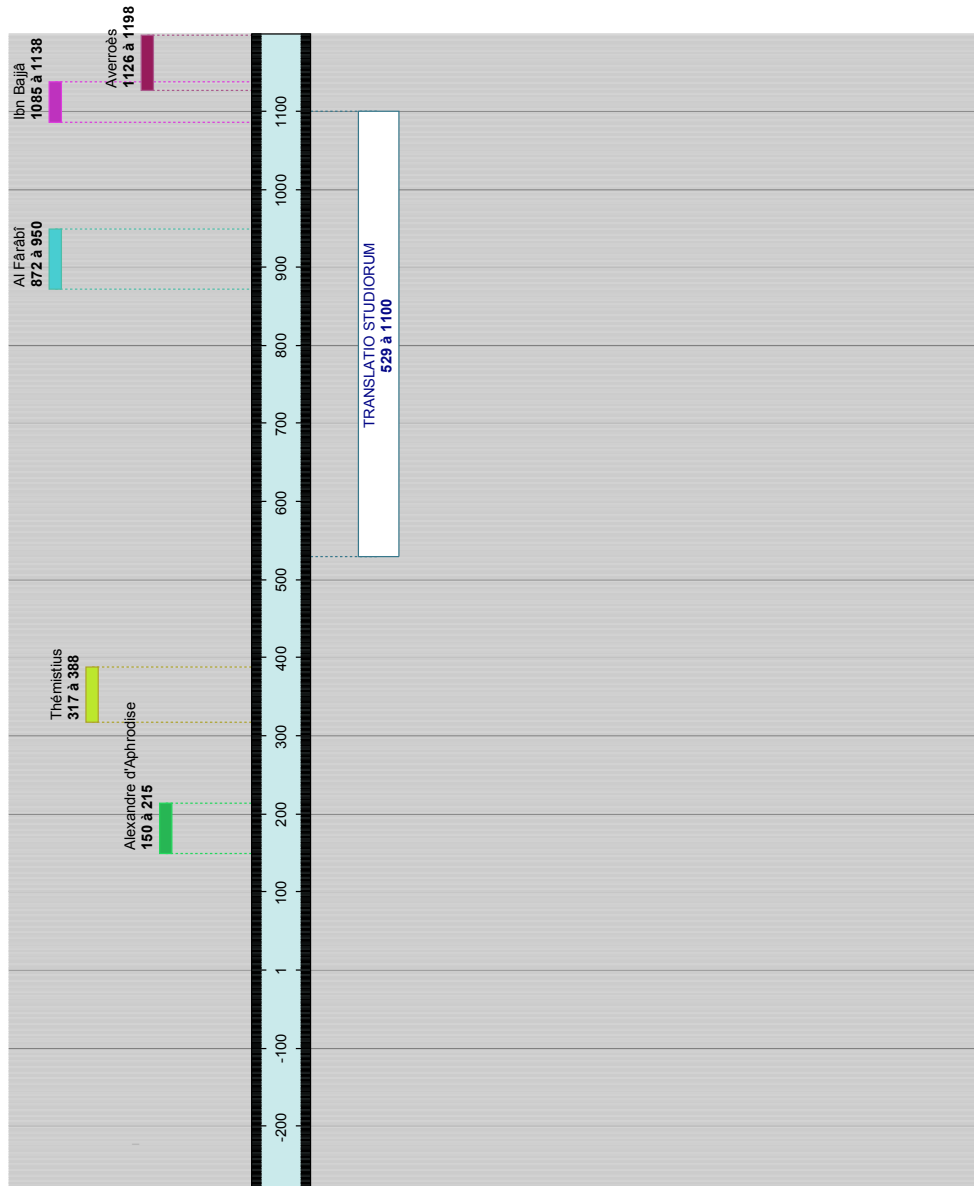 Ibn Bajjâ
1085 à 1138
Averroès
1126 à 1198
Al Fârâbî
872 à 950
Thémistius
317 à 388
Alexandre d'Aphrodise
150 à 215
-200
-100
1
100
200
300
400
500
600
700
800
900
1000
1100
TRANSLATIO STUDIORUM
529 à 1100